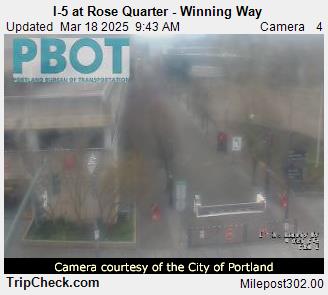 I-5 at Rose Quarter - Winning Way
Updated Mar 18 2025 9:43 AM Camera 4
PBOT
PORTLAND BUREAU OF TRANSPORTATION
Camera courtesy of the City of Portland
TripCheck.com Milepost302.00